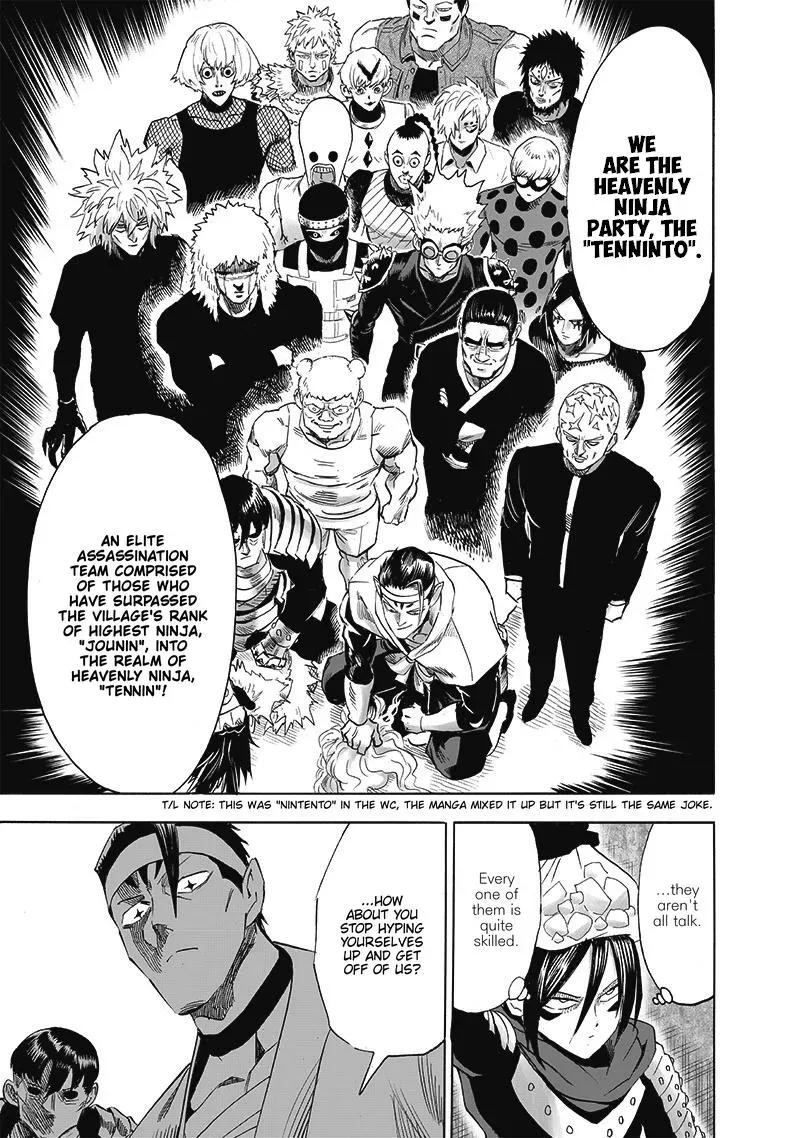 WE
ARE THE
HEAVENLY
NINJA
PARTY, THE
"TENNINTO".
AN ELITE
ASSASSINATION
TEAM COMPRISED
OF THOSE WHO
HAVE SURPASSED
THE VILLAGE'S RANK
OF HIGHEST NINJA,
"JOUNIN", INTO
THE REALM OF
HEAVENLY NINJA,
"TENNIN"!
T/L NOTE: THIS WAS "NINTENTO" IN THE WC, THE MANGA MIXED IT UP BUT IT'S STILL THE SAME JOKE.
...they
aren't
all talk.
Every
one of
them is
quite
skilled.
...HOW
ABOUT YOU
STOP HYPING
YOURSELVES
UP AND GET
OFF OF US?